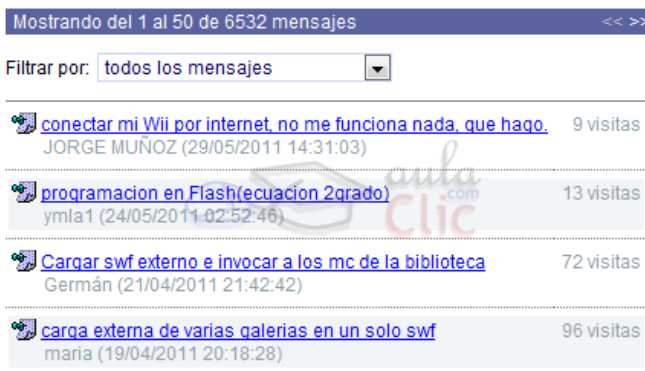 Mostrando del 1 al 50 de 6532 mensajes << >>
Filtrar por: todos los mensajes
conectar mi Wii por internet, no me funciona nada, que hago. 9 visitas
JORGE MUÑOZ (29/05/2011 14:31:03)
programacion en Flash(ecuacion 2grado) 13 visitas
ymla1 (24/05/2011 02:52:46)
aula
.com
Clic
Cargar swf externo e invocar a los mc de la biblioteca 72 visitas
Germán (21/04/2011 21:42:42)
carga externa de varias galerias en un solo swf 96 visitas
maria (19/04/2011 20:18:28)